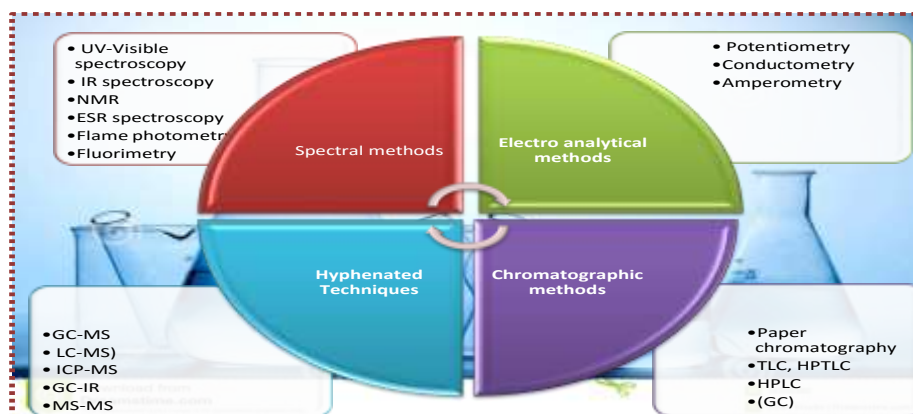 • UV-Visible
spectroscopy
• IR spectroscopy
•NMR
•ESR spectroscopy
•Flame photometry
•Fluorimetry
Spectral methods
• Potentiometry
•Conductometry
•Amperometry
Electro analytical
methods
Hyphenated
Techniques
•GC-MS
• LC-MS)
• ICP-MS
•GC-IR
•MS-MS
Chromatographic
methods
•Paper
chromatography
•TLC, HPTLC
•HPLC
•(GC)